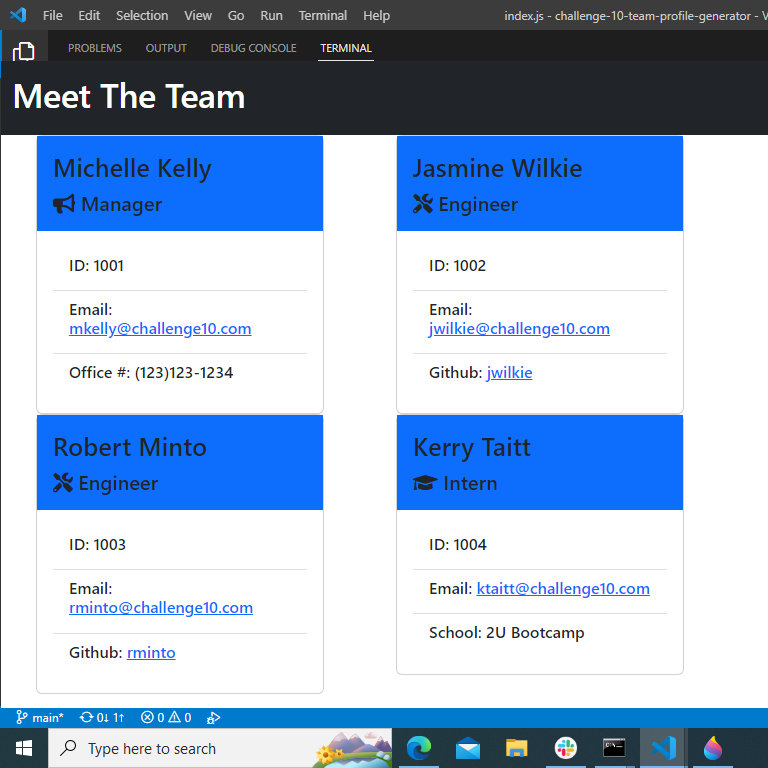 File Edit Selection View Go Run Terminal Help index.js - challenge-10-team-profile-generator - V
PROBLEMS OUTPUT DEBUG CONSOLE TERMINAL
Meet The Team
Michelle Kelly
Manager
ID: 1001
Email:
mkelly@challenge10.com
Office #: (123)123-1234
Jasmine Wilkie
Engineer
ID: 1002
Email:
jwilkie@challenge10.com
Github: jwilkie
Robert Minto
Engineer
ID: 1003
Email:
rminto@challenge10.com
Github: rminto
Kerry Taitt
Intern
ID: 1004
Email: ktaitt@challenge10.com
School: 2U Bootcamp
main* 0↓ 1↑ 0 0
Type here to search